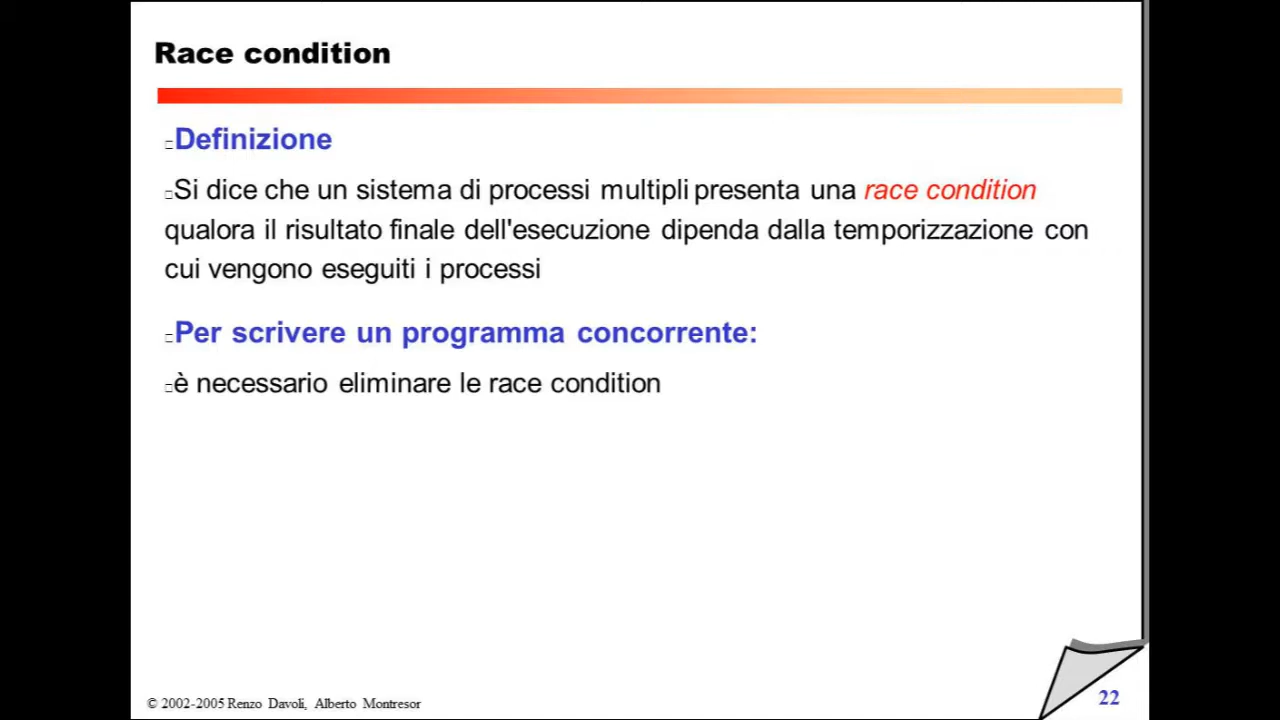 Race condition
Definizione
Si dice che un sistema di processi multipli presenta una race condition
qualora il risultato finale dell'esecuzione dipenda dalla temporizzazione con
cui vengono eseguiti i processi
Per scrivere un programma concorrente:
è necessario eliminare le race condition
© 2002-2005 Renzo Davoli, Alberto Montresor
22